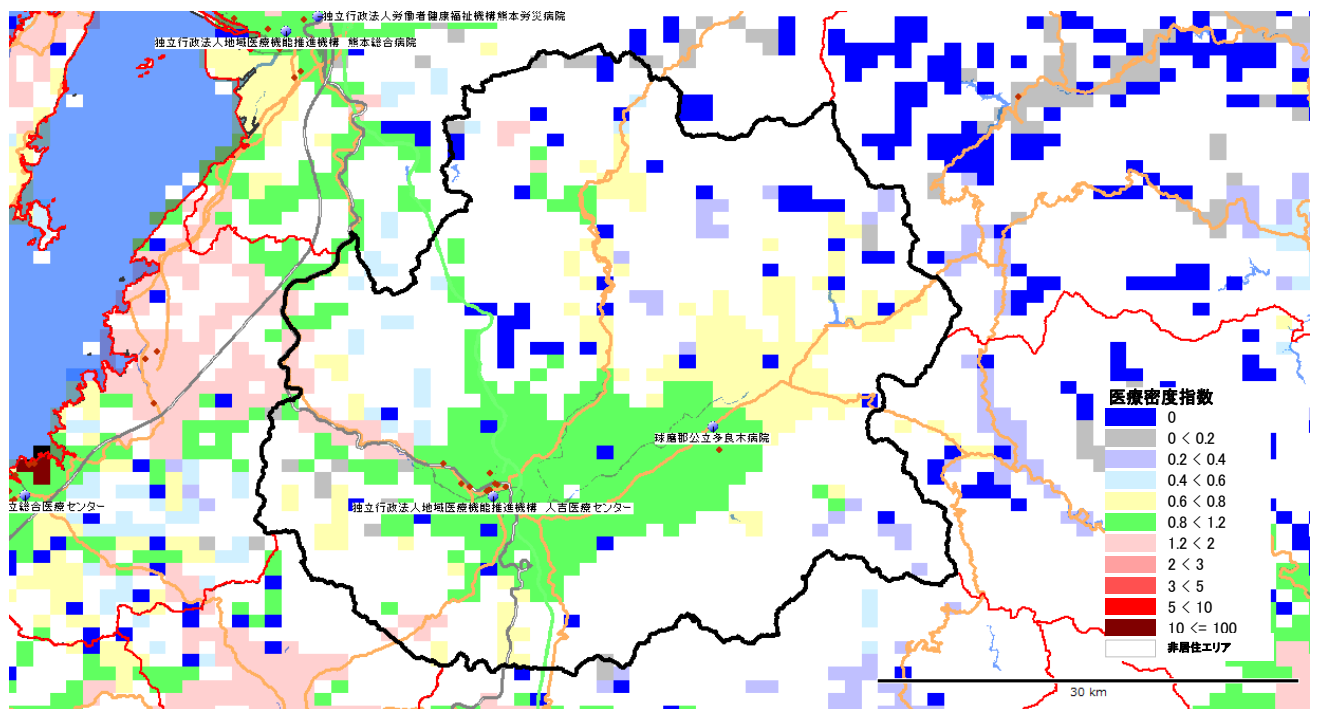 独立行政法人労働者健康福祉機構熊本労災病院
独立行政法人地域医療機能推進機構 熊本総合病院
球磨郡公立多良木病院
立総合医療センター
独立行政法人地域医療機能推進機構 人吉医療センター
医療密度指数
0
0 < 0.2
0.2 < 0.4
0.4 < 0.6
0.6 < 0.8
0.8 < 1.2
1.2 < 2
2 < 3
3 < 5
5 < 10
10 <= 100
非居住エリア
30 km